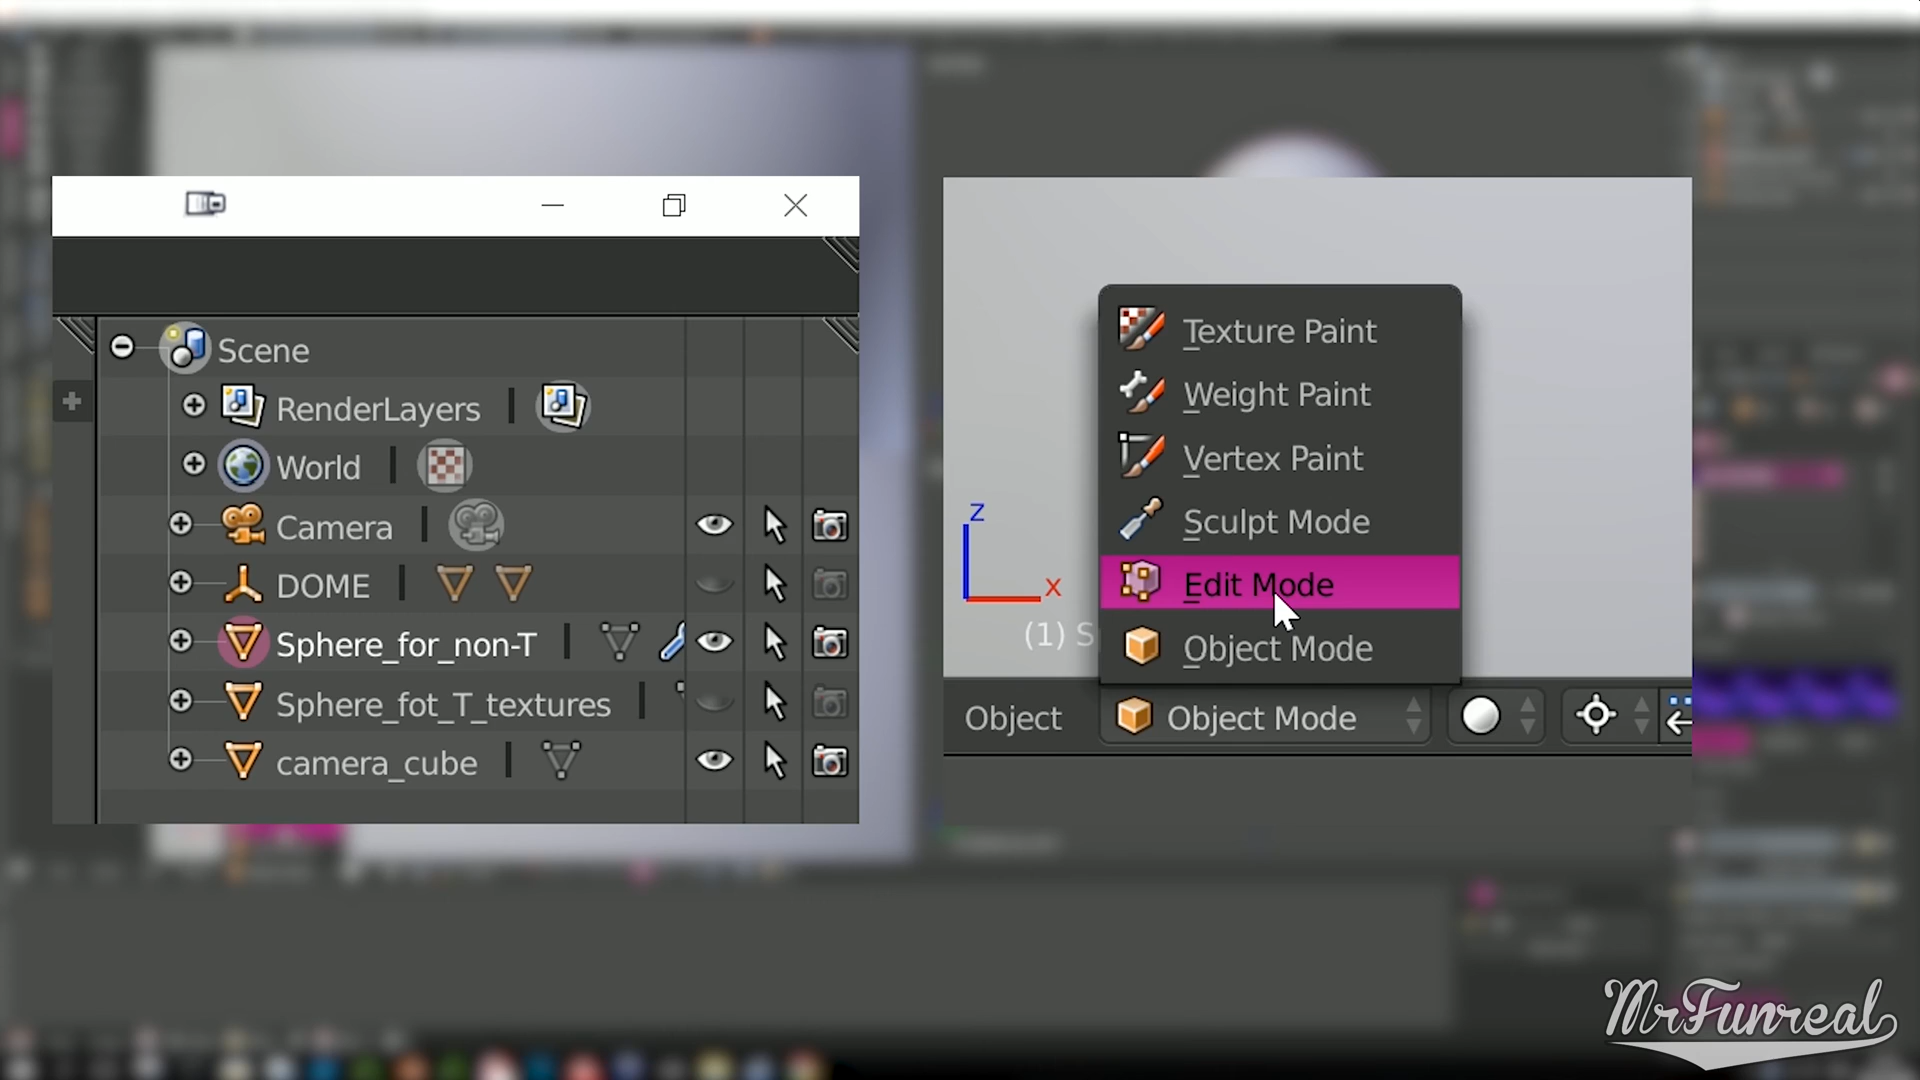 Scene
RenderLayers |
World |
Camera |
DOME |
Sphere_for_non-T |
Sphere_fot_T_textures |
camera_cube |
Texture Paint
Weight Paint
Vertex Paint
Sculpt Mode
Edit Mode
Object Mode
z
x
(1) S
Object
Object Mode
MrFunreal